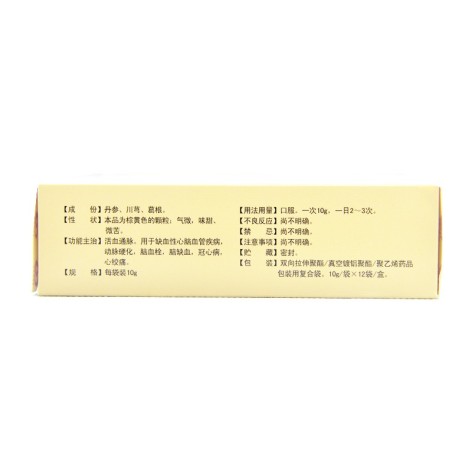 【成　份】丹参、川芎、葛根。
【性　状】本品为棕黄色的颗粒；气微，味甜、
微苦。
【功能主治】活血通脉。用于缺血性心脑血管疾病，
动脉硬化，脑血栓，脑缺血，冠心病，
心绞痛。
【规　格】每袋装10g
【用法用量】口服，一次10g，一日2～3次。
【不良反应】尚不明确。
【禁　忌】尚不明确。
【注意事项】尚不明确。
【贮　藏】密封。
【包　装】双向拉伸聚酯/真空镀铝聚酯/聚乙烯药品
包装用复合袋，10g/袋×12袋/盒。